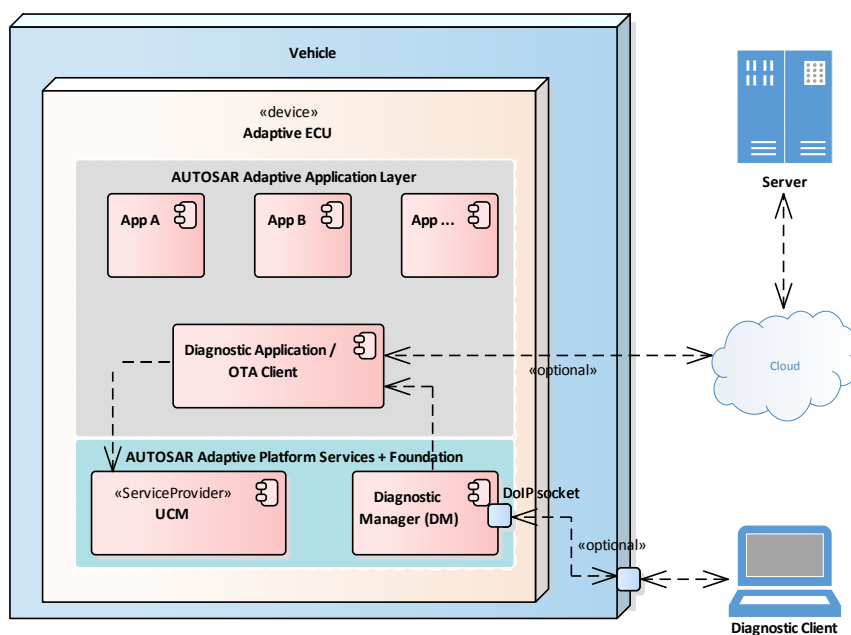 Vehicle
«device»
Adaptive ECU
AUTOSAR Adaptive Application Layer
App A
App B
App ...
Server
Diagnostic Application /
OTA Client
«optional»
Cloud
AUTOSAR Adaptive Platform Services + Foundation
«ServiceProvider»
UCM
Diagnostic
Manager (DM)
DoIP socket
«optional»
Diagnostic Client